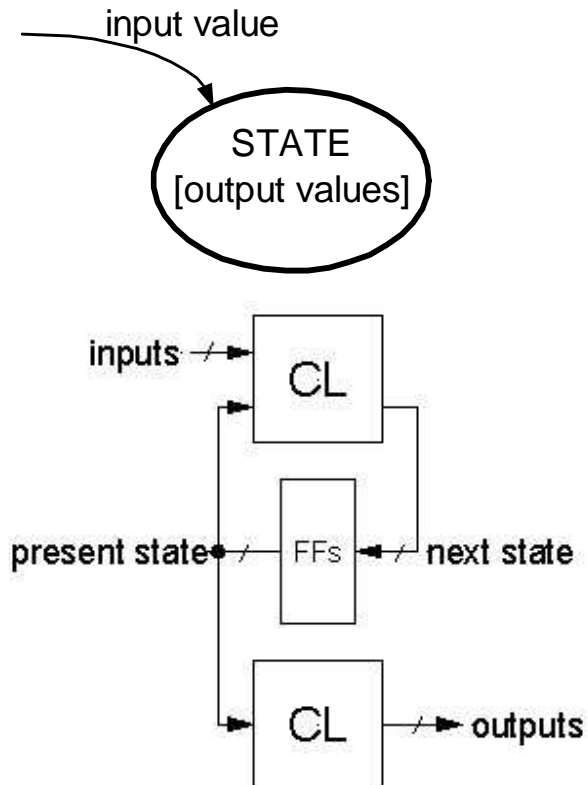 input value
STATE
[output values]
inputs
CL
present state
FFs
next state
CL
outputs